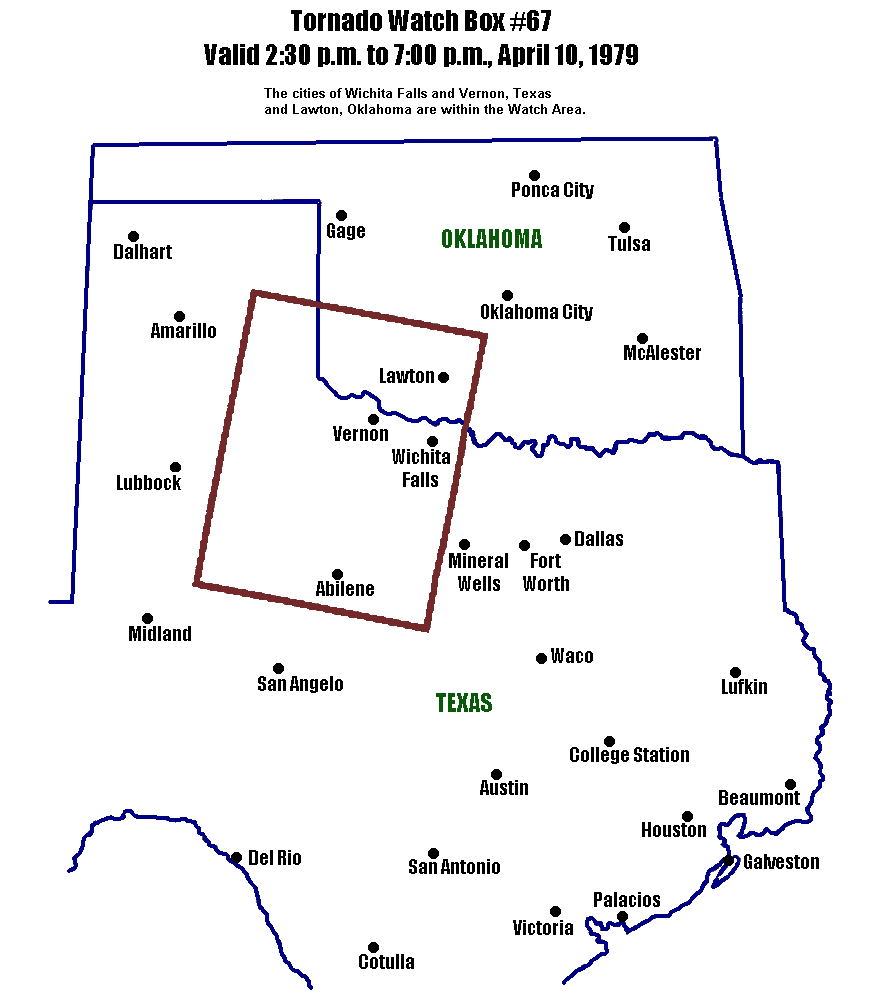 Tornado Watch Box #67
Valid 2:30 p.m. to 7:00 p.m., April 10, 1979
The cities of Wichita Falls and Vernon, Texas
and Lawton, Oklahoma are within the Watch Area.
Ponca City
Gage
OKLAHOMA
Tulsa
Dalhart
Oklahoma City
Amarillo
McAlester
Lawton
Vernon
Wichita
Falls
Lubbock
Dallas
Mineral
Wells
Fort
Worth
Abilene
Midland
Waco
San Angelo
Lufkin
TEXAS
College Station
Austin
Beaumont
Houston
Del Rio
San Antonio
Galveston
Palacios
Victoria
Cotulla